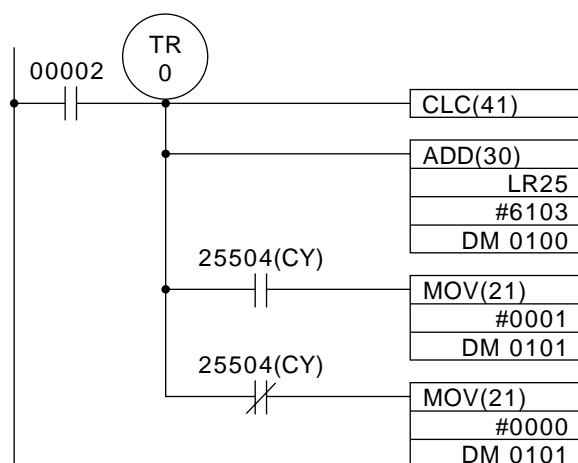 TR
0
00002
CLC(41)
ADD(30)
LR25
#6103
DM 0100
25504(CY)
MOV(21)
#0001
DM 0101
25504(CY)
MOV(21)
#0000
DM 0101